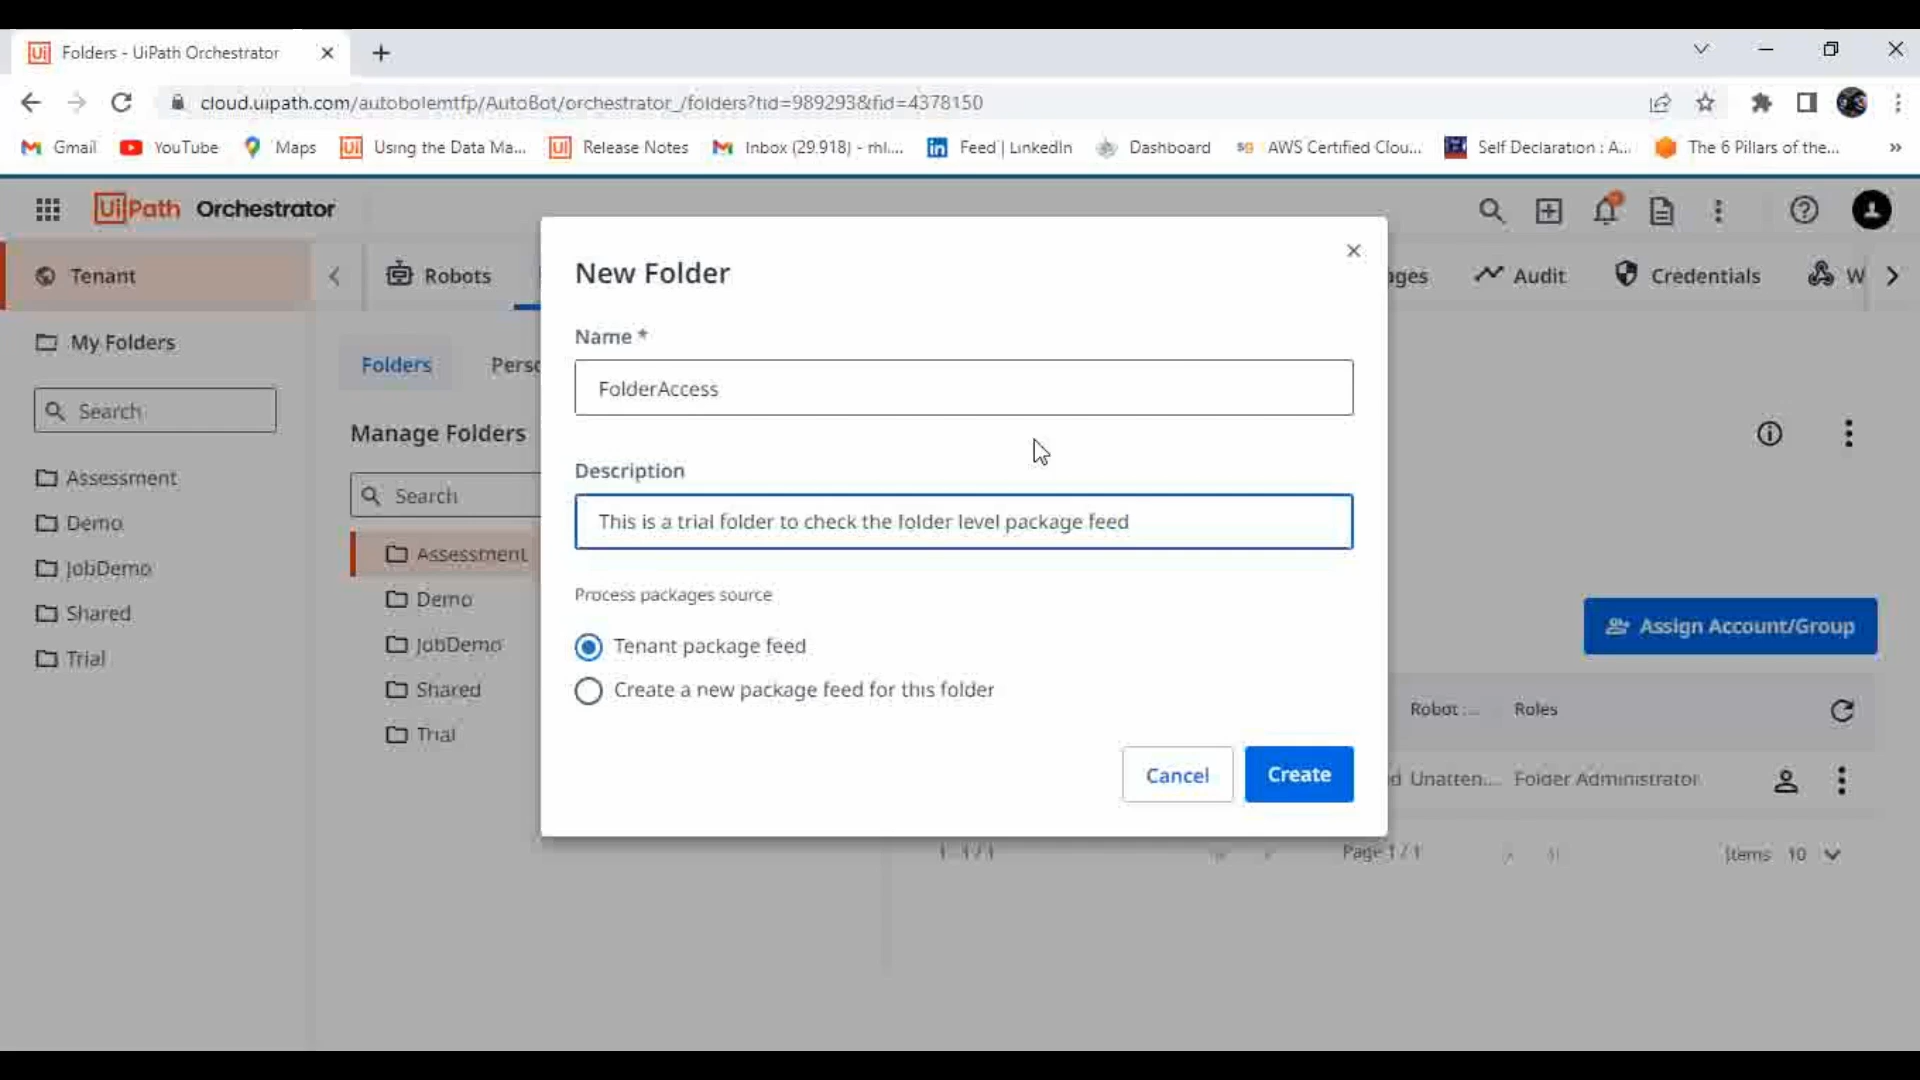 Folders - UiPath Orchestrator
cloud.uipath.com/autobolemtfp/AutoBot/orchestrator_/folders?tid=989293&fid=4378150
Gmail YouTube Maps Using the Data Ma... Release Notes Inbox (29,918) - rhl.... Feed | LinkedIn Dashboard AWS Certified Clou... Self Declaration : A... The 6 Pillars of the... »
UiPath Orchestrator
Tenant
Robots
ages Audit Credentials W
My Folders
Search
Assessment
Demo
JobDemo
Shared
Trial
Folders Perso
Manage Folders
Search
Assessment
Demo
JobDemo
Shared
Trial
New Folder
Name *
FolderAccess
Description
This is a trial folder to check the folder level package feed
Process packages source
Tenant package feed
Create a new package feed for this folder
Cancel Create
Assign Account/Group
Robot ... Roles
d Unatten... Folder Administrator
1 - 1 / 1 Page 1 / 1 Items 10